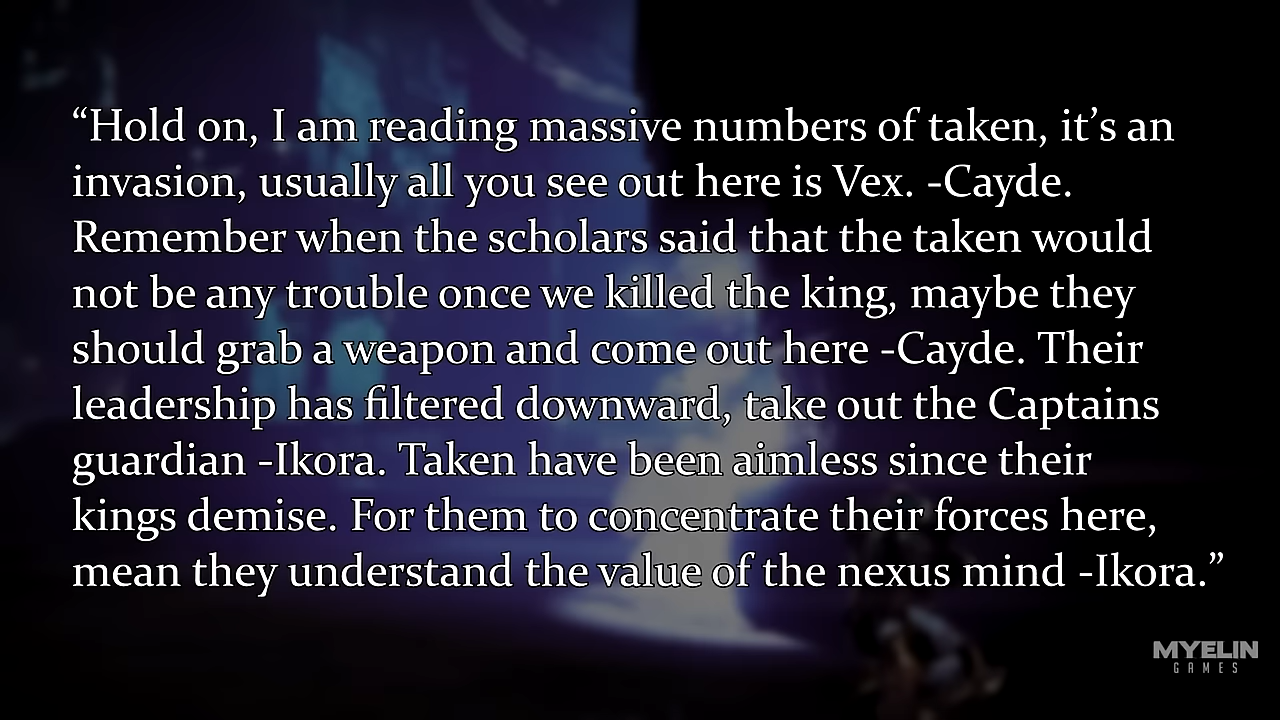 “Hold on, I am reading massive numbers of taken, it’s an
invasion, usually all you see out here is Vex. -Cayde.
Remember when the scholars said that the taken would
not be any trouble once we killed the king, maybe they
should grab a weapon and come out here -Cayde. Their
leadership has filtered downward, take out the Captains
guardian -Ikora. Taken have been aimless since their
kings demise. For them to concentrate their forces here,
mean they understand the value of the nexus mind -Ikora.”
MYELIN
GAMES